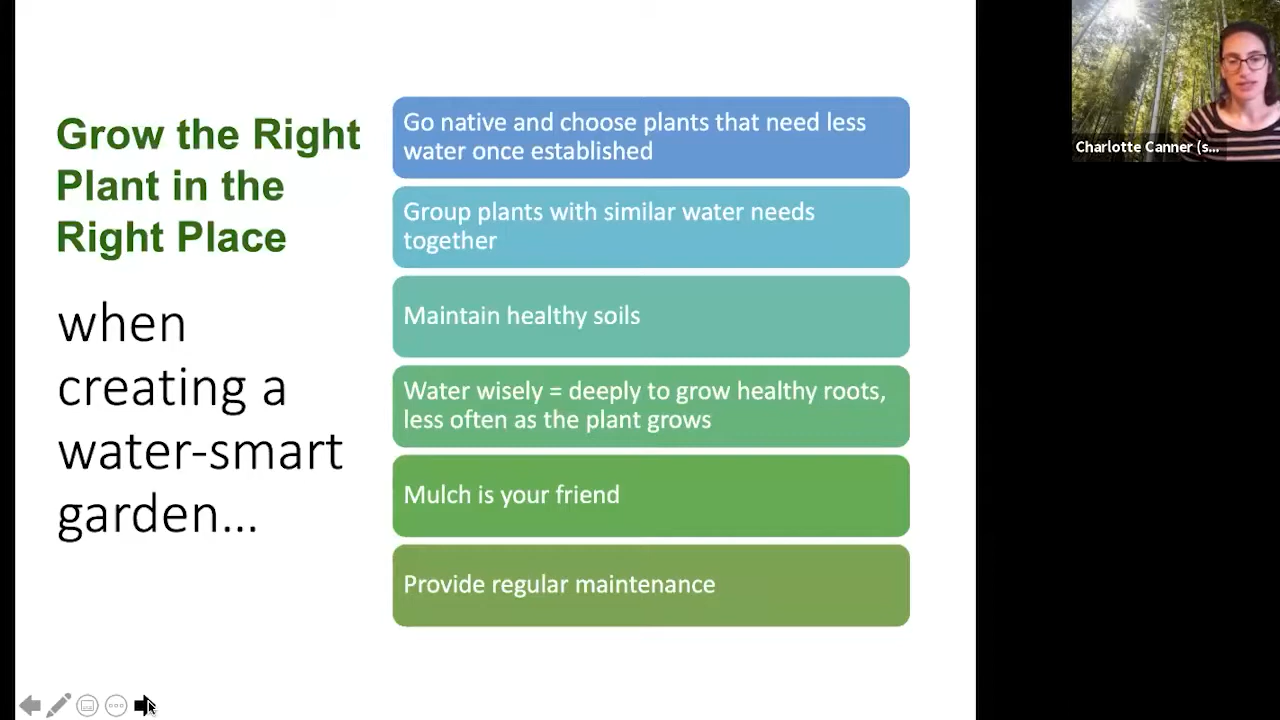 Grow the Right
Plant in the
Right Place
when
creating a
water-smart
garden...
Go native and choose plants that need less
water once established
Group plants with similar water needs
together
Maintain healthy soils
Water wisely = deeply to grow healthy roots,
less often as the plant grows
Mulch is your friend
Provide regular maintenance
Charlotte Canner (s...